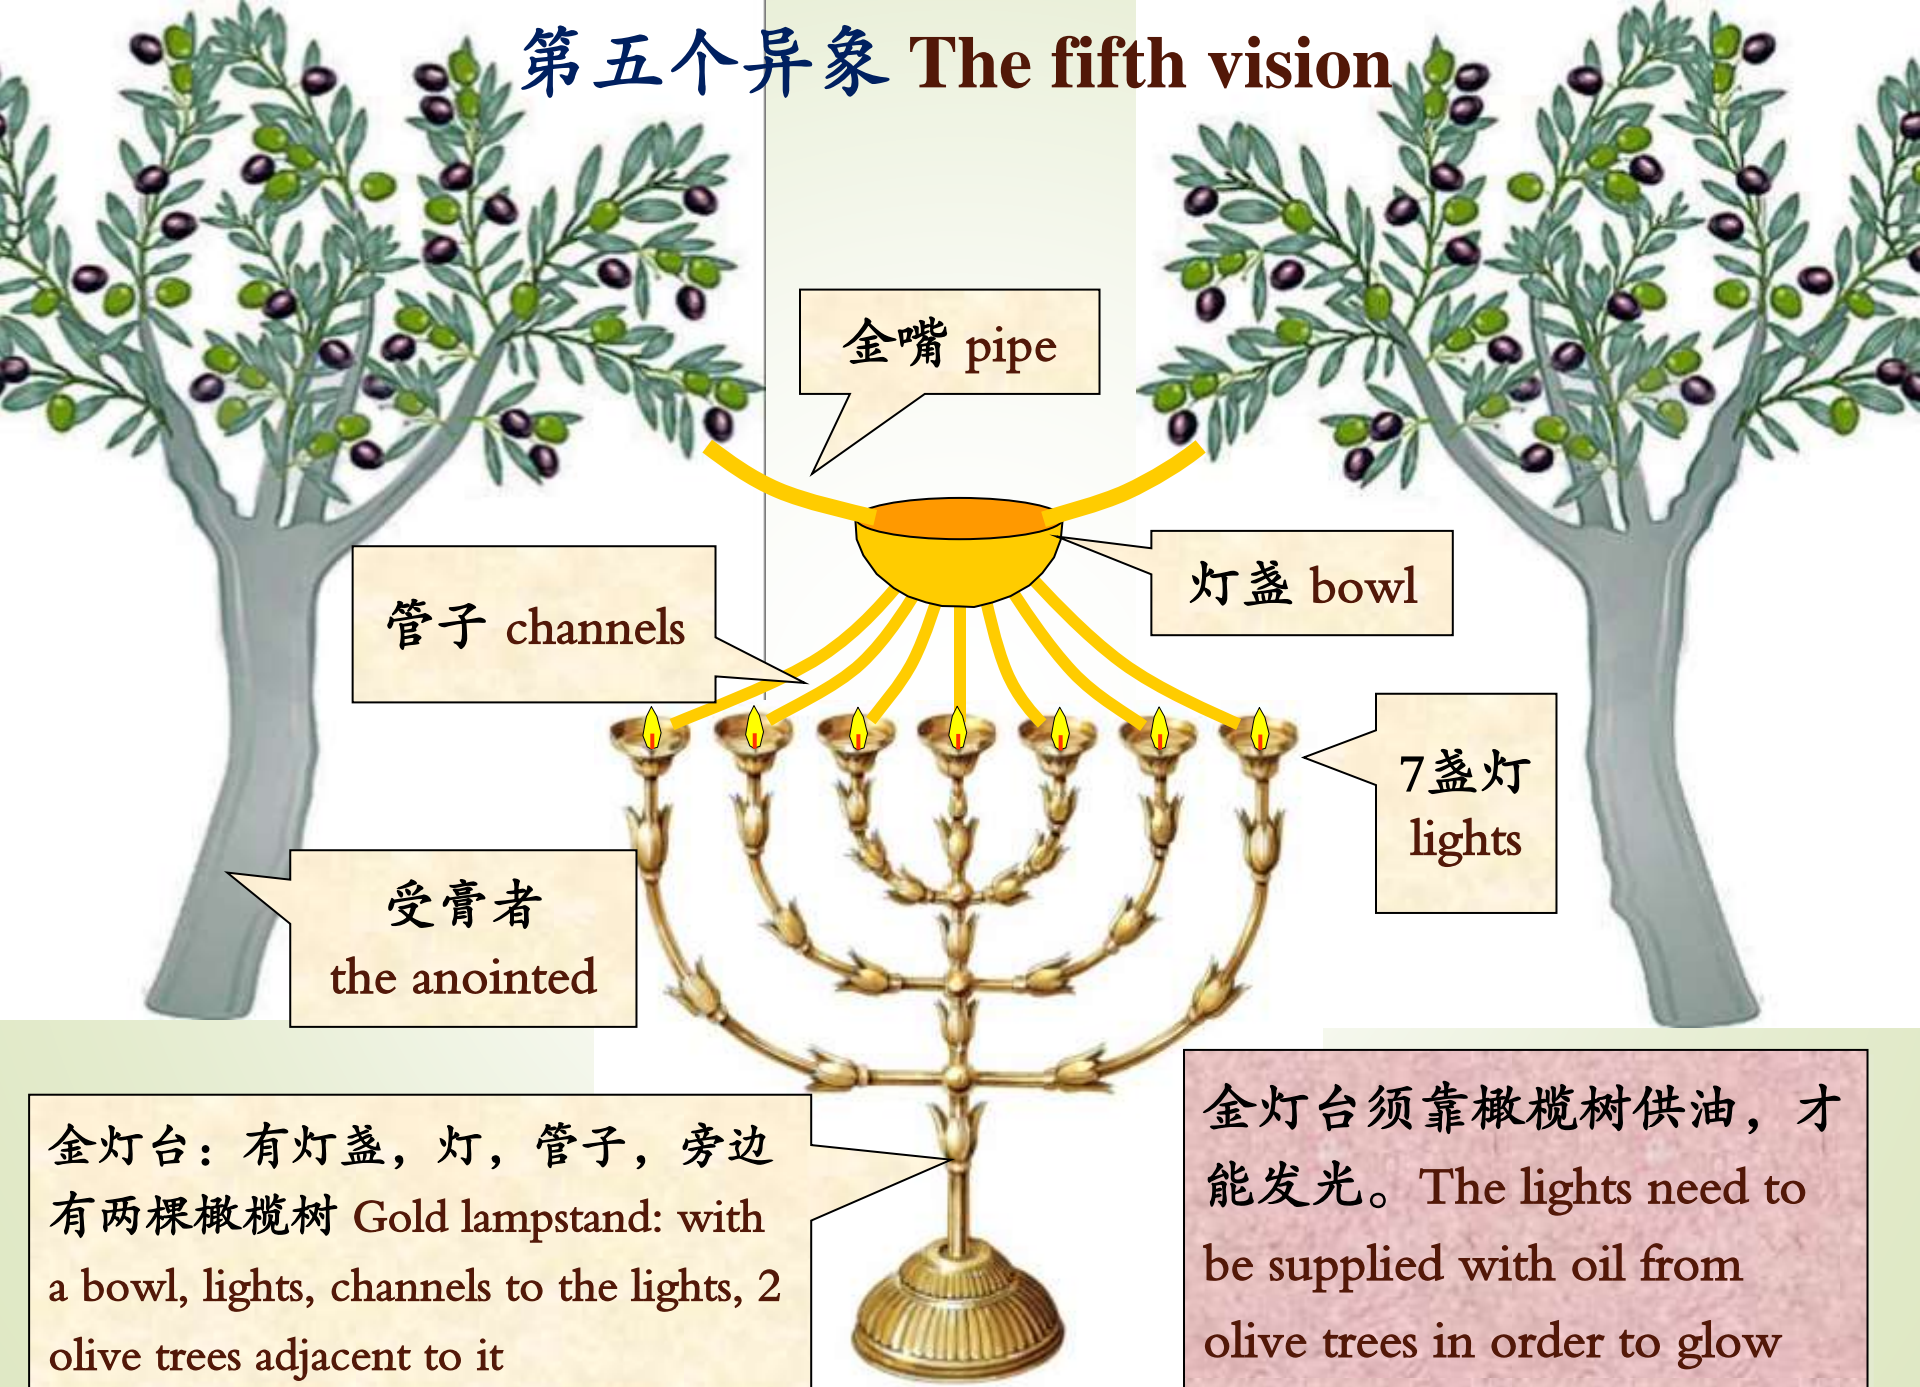 第五个异象 The fifth vision
金嘴 pipe
灯盏 bowl
管子 channels
7盏灯
lights
受膏者
the anointed
金灯台：有灯盏，灯，管子，旁边
有两棵橄榄树 Gold lampstand: with
a bowl, lights, channels to the lights, 2
olive trees adjacent to it
金灯台须靠橄榄树供油，才
能发光。The lights need to
be supplied with oil from
olive trees in order to glow